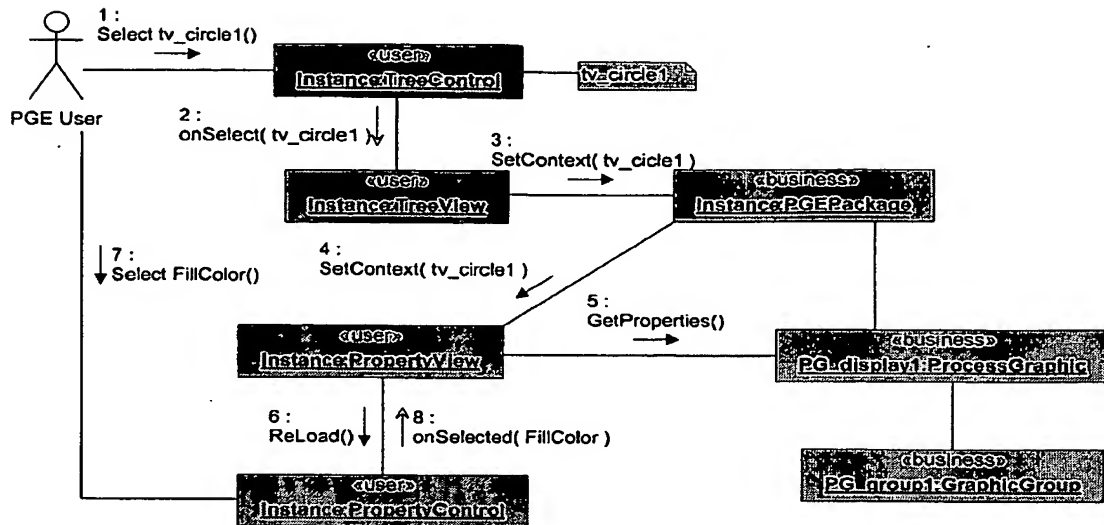 1 :
Select tv_circle1()
«user»
Instance:TreeControl
tv_circle1
PGE User
2 :
onSelect( tv_circle1 )
3 :
SetContext( tv_cicle1 )
«user»
Instance:TreeView
«business»
Instance:PGEPackage
7 :
Select FillColor()
4 :
SetContext( tv_circle1 )
5 :
GetProperties()
«user»
Instance:PropertyView
«business»
PG_display1:ProcessGraphic
6 :
ReLoad()
8 :
onSelected( FillColor )
«business»
PG_group1:GraphicGroup
«user»
Instance:PropertyControl